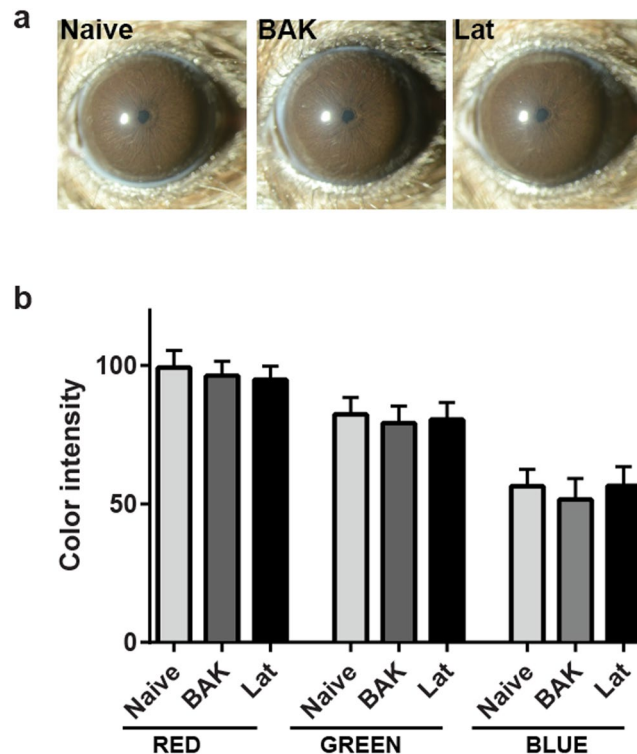 a
Naive BAK Lat
b
Color intensity
100
50
0
Naive BAK Lat Naive BAK Lat Naive BAK Lat
RED GREEN BLUE